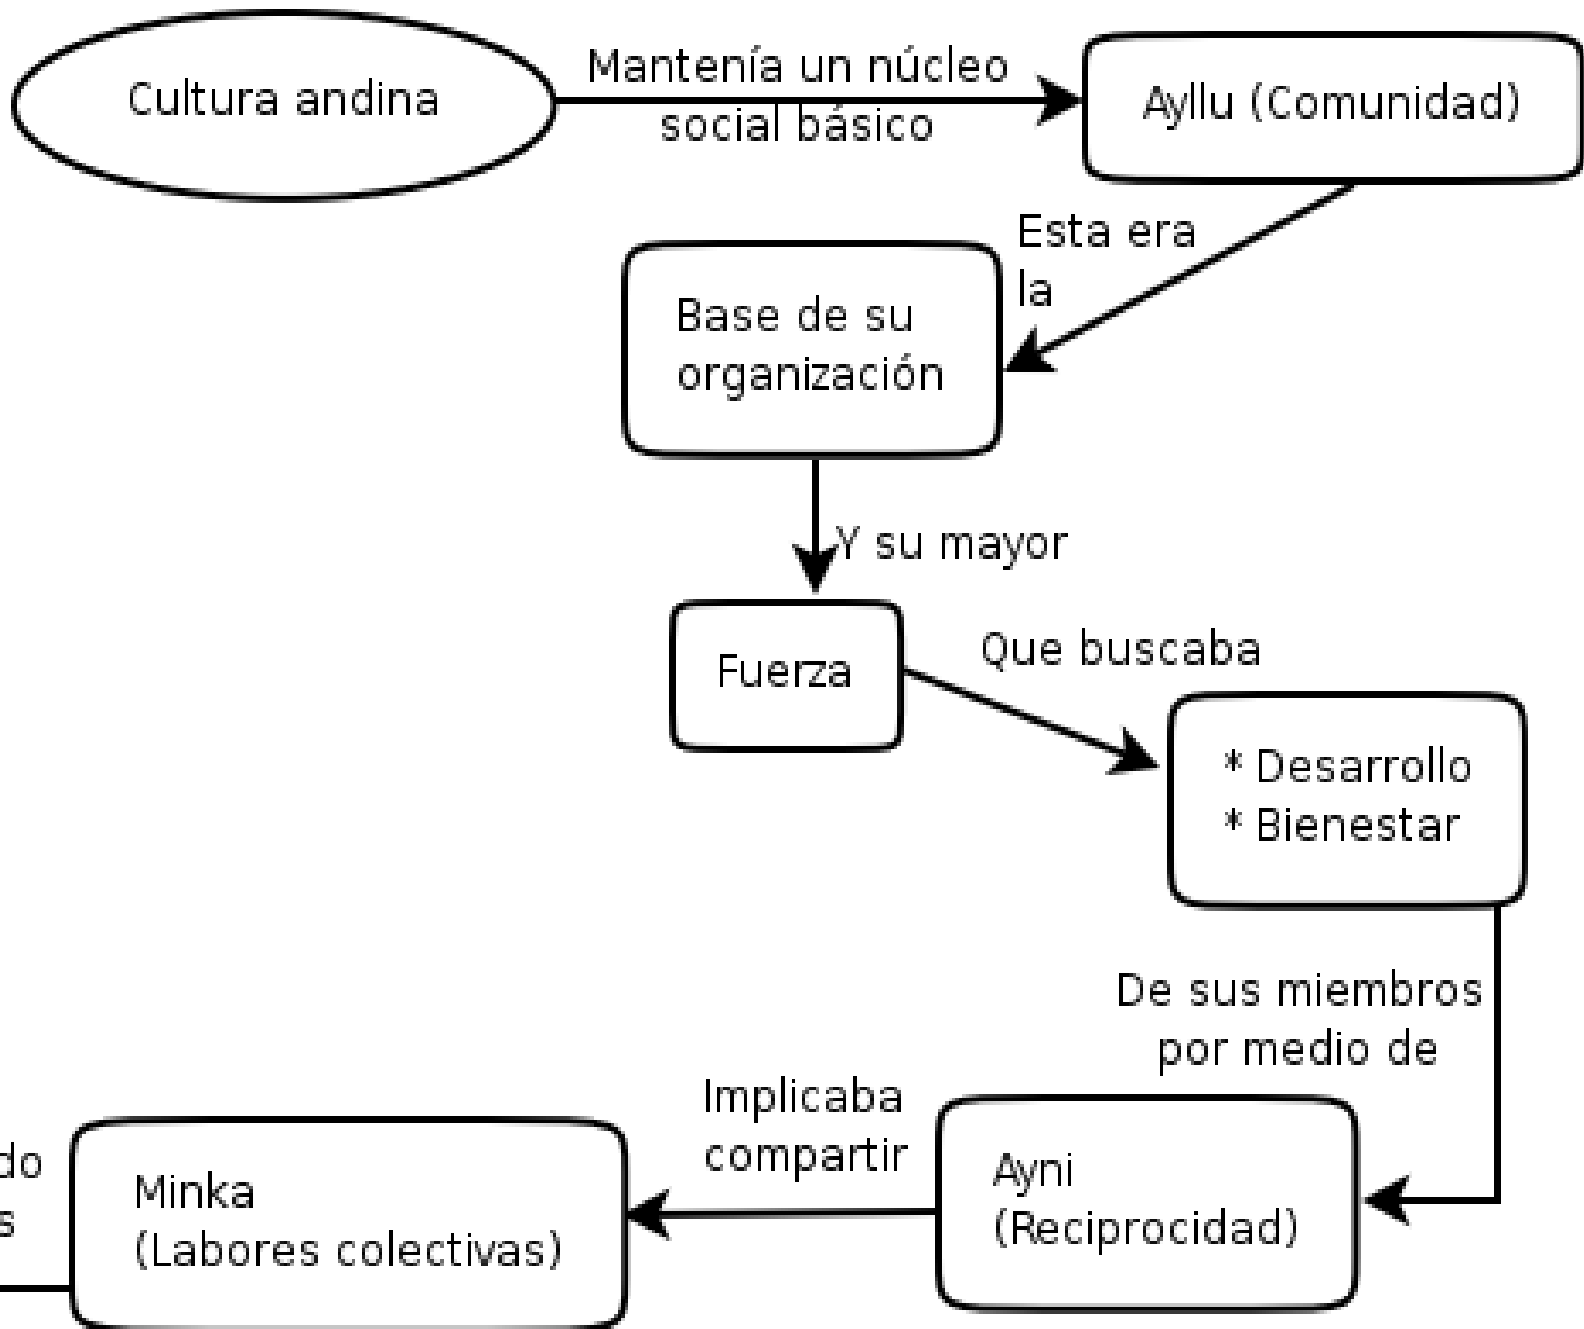 Cultura andina
Mantenía un núcleo
social básico
Ayllu (Comunidad)
Esta era
la
Base de su
organización
Y su mayor
Fuerza
Que buscaba
* Desarrollo
* Bienestar
De sus miembros
por medio de
Ayni
(Reciprocidad)
Implicaba
compartir
Minka
(Labores colectivas)